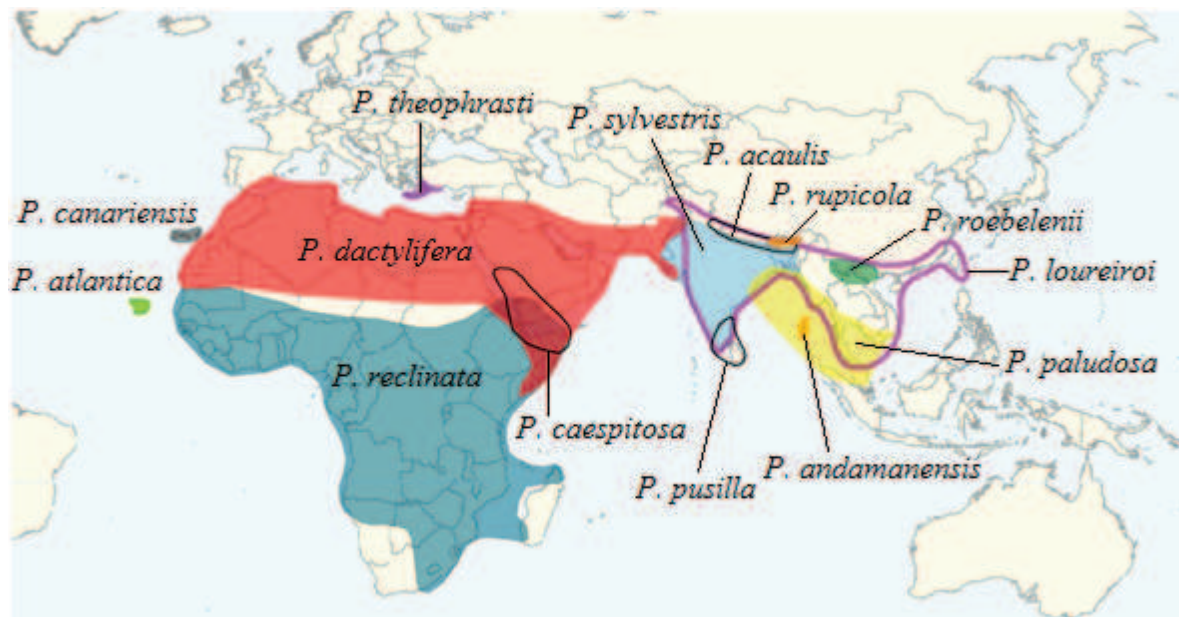 P. theophrasti
P. sylvestris
P. acaulis
P. rupicola
P. canariensis
P. roebelenii
P. dactylifera
P. loureiroi
P. atlantica
P. reclinata
P. paludosa
P. caespitosa
P. andamanensis
P. pusilla